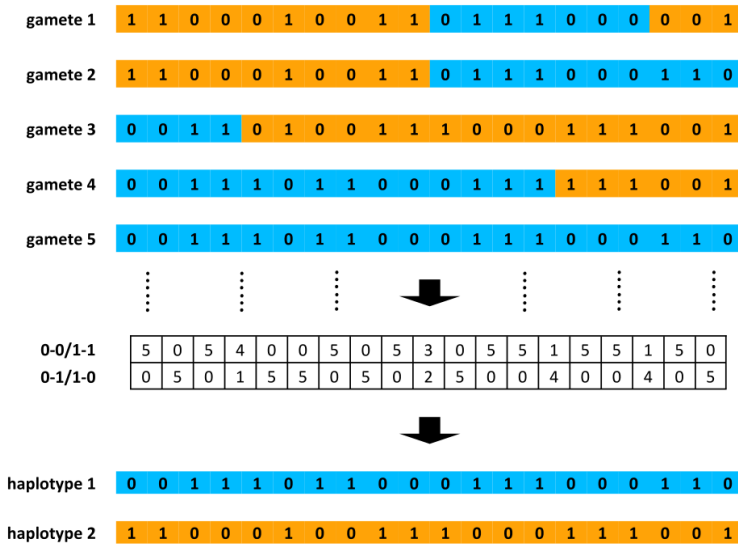 gamete 1 1 1 0 0 0 1 0 0 1 1 0 1 1 1 0 0 0 0 0 1
gamete 2 1 1 0 0 0 1 0 0 1 1 0 1 1 1 0 0 0 1 1 0
gamete 3 0 0 1 1 0 1 0 0 1 1 1 0 0 0 1 1 1 0 0 1
gamete 4 0 0 1 1 1 0 1 1 0 0 0 1 1 1 1 1 1 0 0 1
gamete 5 0 0 1 1 1 0 1 1 0 0 0 1 1 1 0 0 0 1 1 0
0-0/1-1 5 0 5 4 0 0 5 0 5 3 0 5 5 1 5 5 1 5 0
0-1/1-0 0 5 0 1 5 5 0 5 0 2 5 0 0 4 0 0 4 0 5
haplotype 1 0 0 1 1 1 0 1 1 0 0 0 1 1 1 0 0 0 1 1 0
haplotype 2 1 1 0 0 0 1 0 0 1 1 1 0 0 0 1 1 1 0 0 1